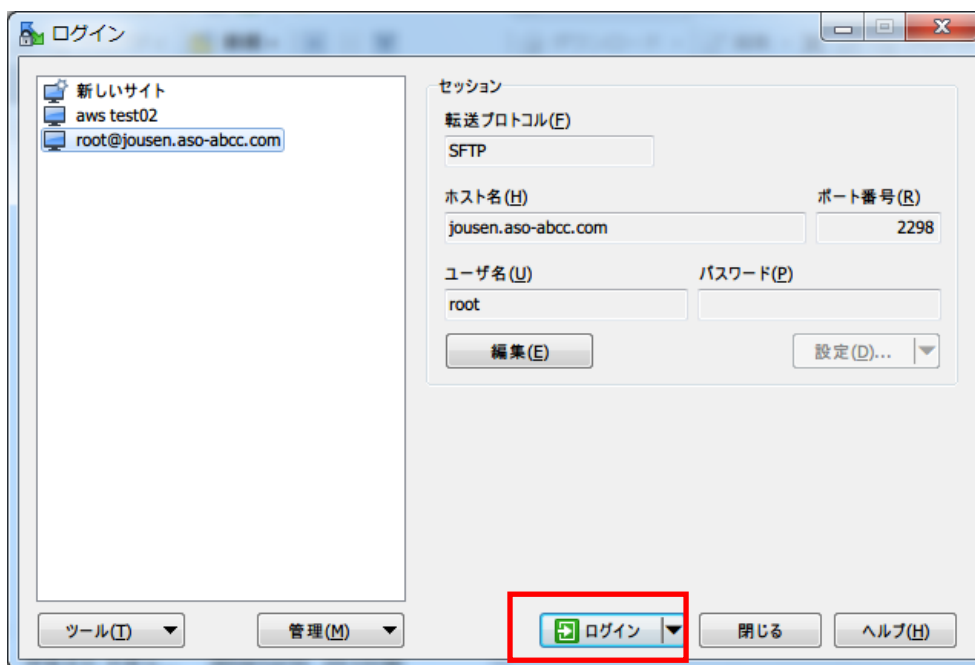 ログイン
新しいサイト
aws test02
root@jousen.aso-abcc.com
セッション
転送プロトコル(F)
SFTP
ホスト名(H) ポート番号(R)
jousen.aso-abcc.com 2298
ユーザ名(U) パスワード(P)
root
編集(E) 設定(D)...
ツール(T) 管理(M) ログイン 閉じる ヘルプ(H)